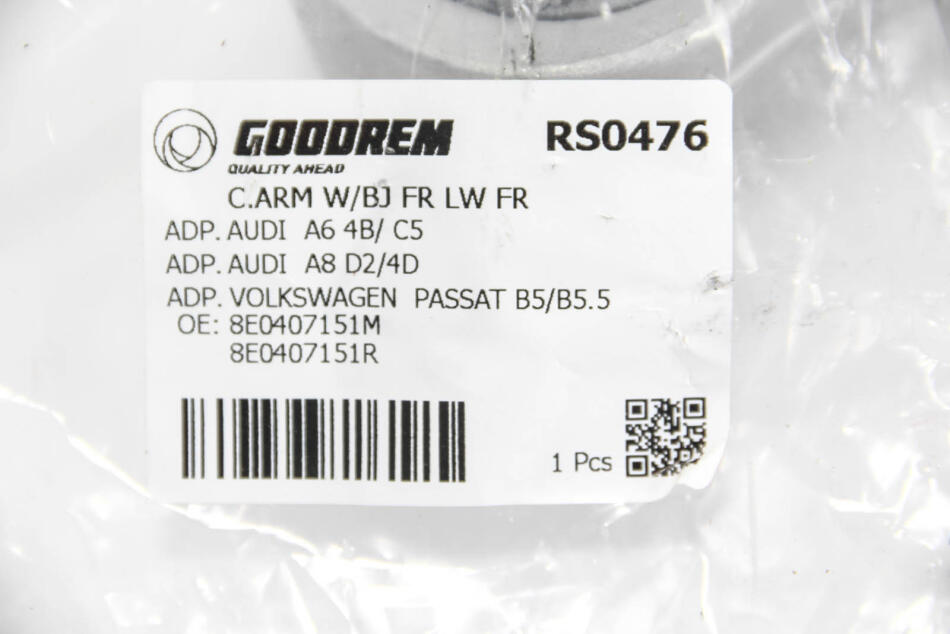 GOODREM RS0476
QUALITY AHEAD
C.ARM W/BJ FR LW FR
ADP. AUDI A6 4B/ C5
ADP. AUDI A8 D2/4D
ADP. VOLKSWAGEN PASSAT B5/B5.5
OE: 8E0407151M
8E0407151R
1 Pcs